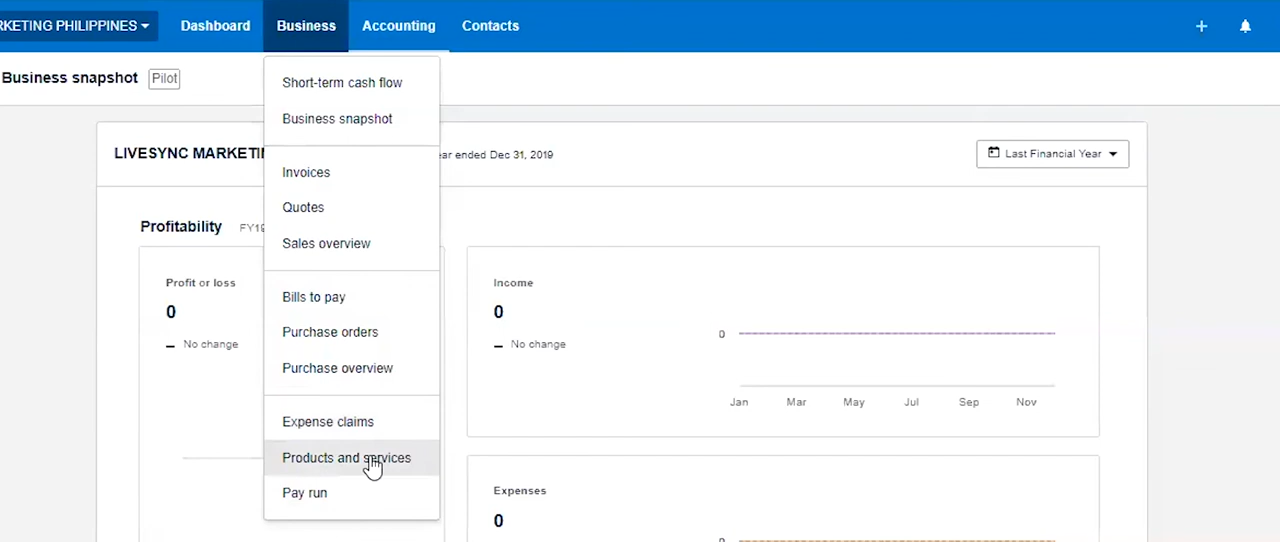 RKETING PHILIPPINES Dashboard Business Accounting Contacts
Business snapshot Pilot
Short-term cash flow
Business snapshot
Invoices
Quotes
Sales overview
Bills to pay
Purchase orders
Purchase overview
Expense claims
Products and services
Pay run
LIVESYNC MARKETIN
ear ended Dec 31, 2019
Last Financial Year
Profitability FY19
Profit or loss
0
No change
Income
0
No change
0
Jan Mar May Jul Sep Nov
Expenses
0
0